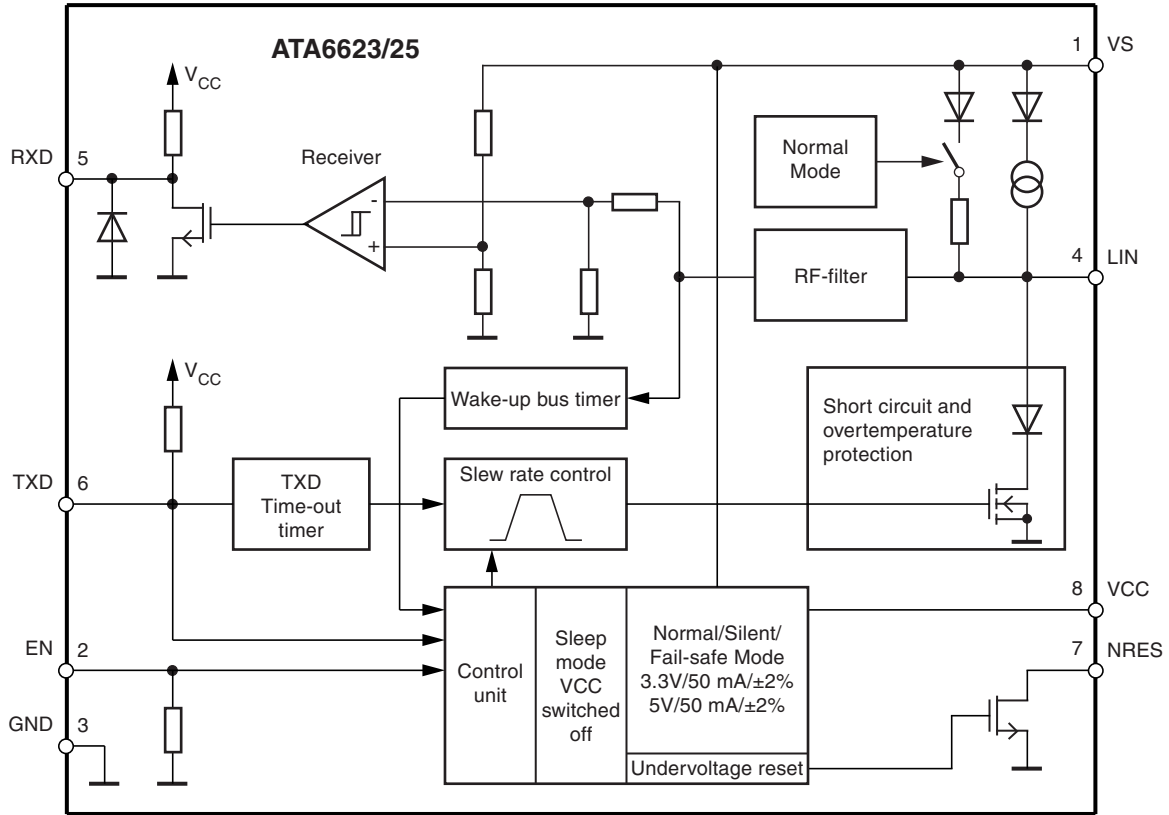 ATA6623/25
1 VS
VCC
RXD 5
Receiver
-
+
Normal
Mode
4 LIN
RF-filter
VCC
Wake-up bus timer
Short circuit and
overtemperature
protection
TXD 6
TXD
Time-out
timer
Slew rate control
8 VCC
EN 2
Control
unit
Sleep
mode
VCC
switched
off
Normal/Silent/
Fail-safe Mode
3.3V/50 mA/±2%
5V/50 mA/±2%
7 NRES
GND 3
Undervoltage reset